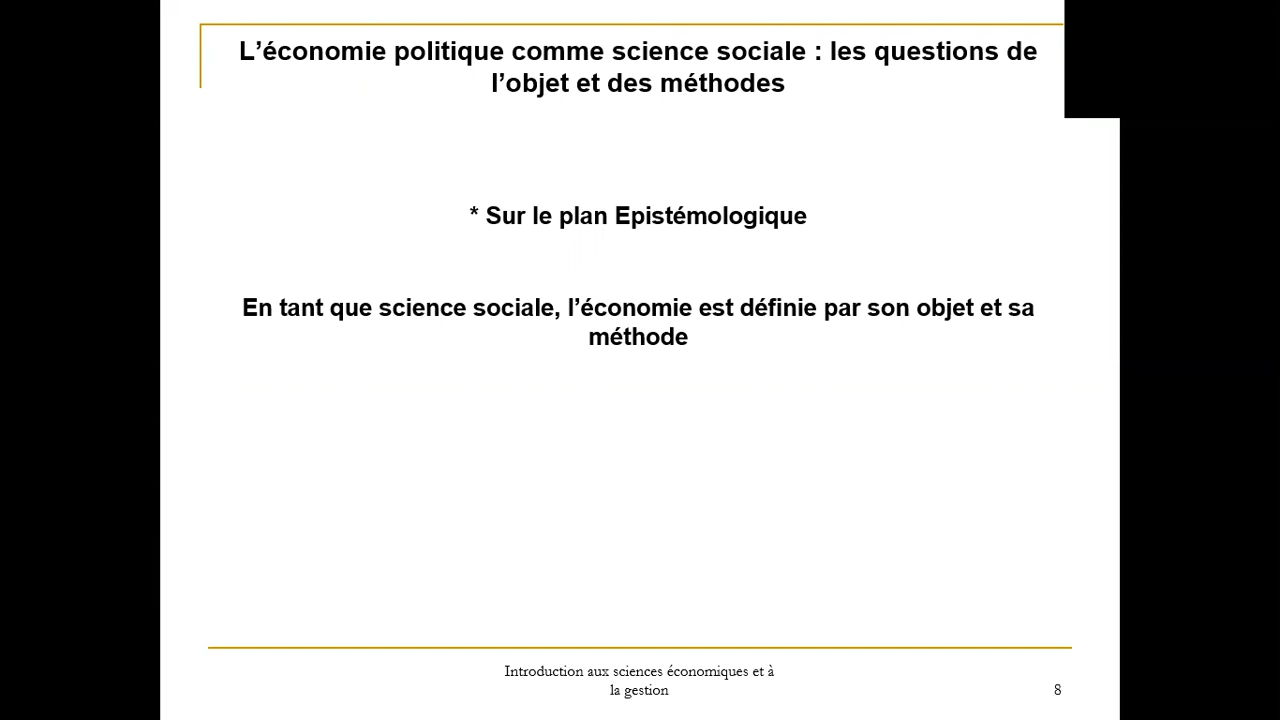 L’économie politique comme science sociale : les questions de
l’objet et des méthodes
* Sur le plan Epistémologique
En tant que science sociale, l’économie est définie par son objet et sa
méthode
Introduction aux sciences économiques et à
la gestion
8